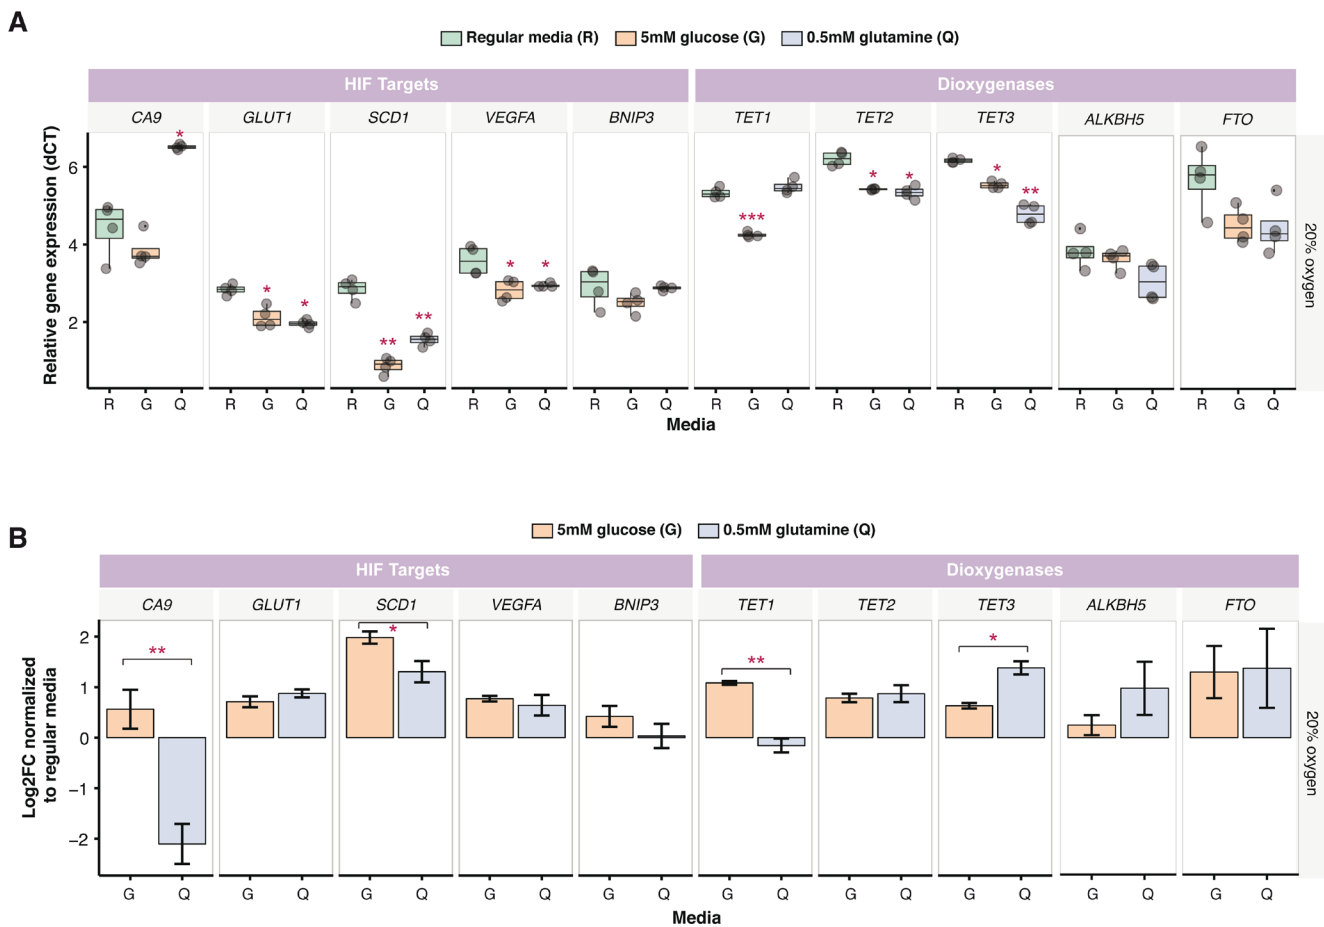 A
Regular media (R) 5mM glucose (G) 0.5mM glutamine (Q)
HIF Targets Dioxygenases
CA9 GLUT1 SCD1 VEGFA BNIP3 TET1 TET2 TET3 ALKBH5 FTO
Relative gene expression (dCT)
6
4
2
* * * ** ** * * *** * * * **
20% oxygen
R G Q R G Q R G Q R G Q R G Q R G Q R G Q R G Q R G Q R G Q
Media
B
5mM glucose (G) 0.5mM glutamine (Q)
HIF Targets Dioxygenases
CA9 GLUT1 SCD1 VEGFA BNIP3 TET1 TET2 TET3 ALKBH5 FTO
Log2FC normalized
to regular media
2
1
0
−1
−2
** * ** *
20% oxygen
G Q G Q G Q G Q G Q G Q G Q G Q G Q G Q
Media